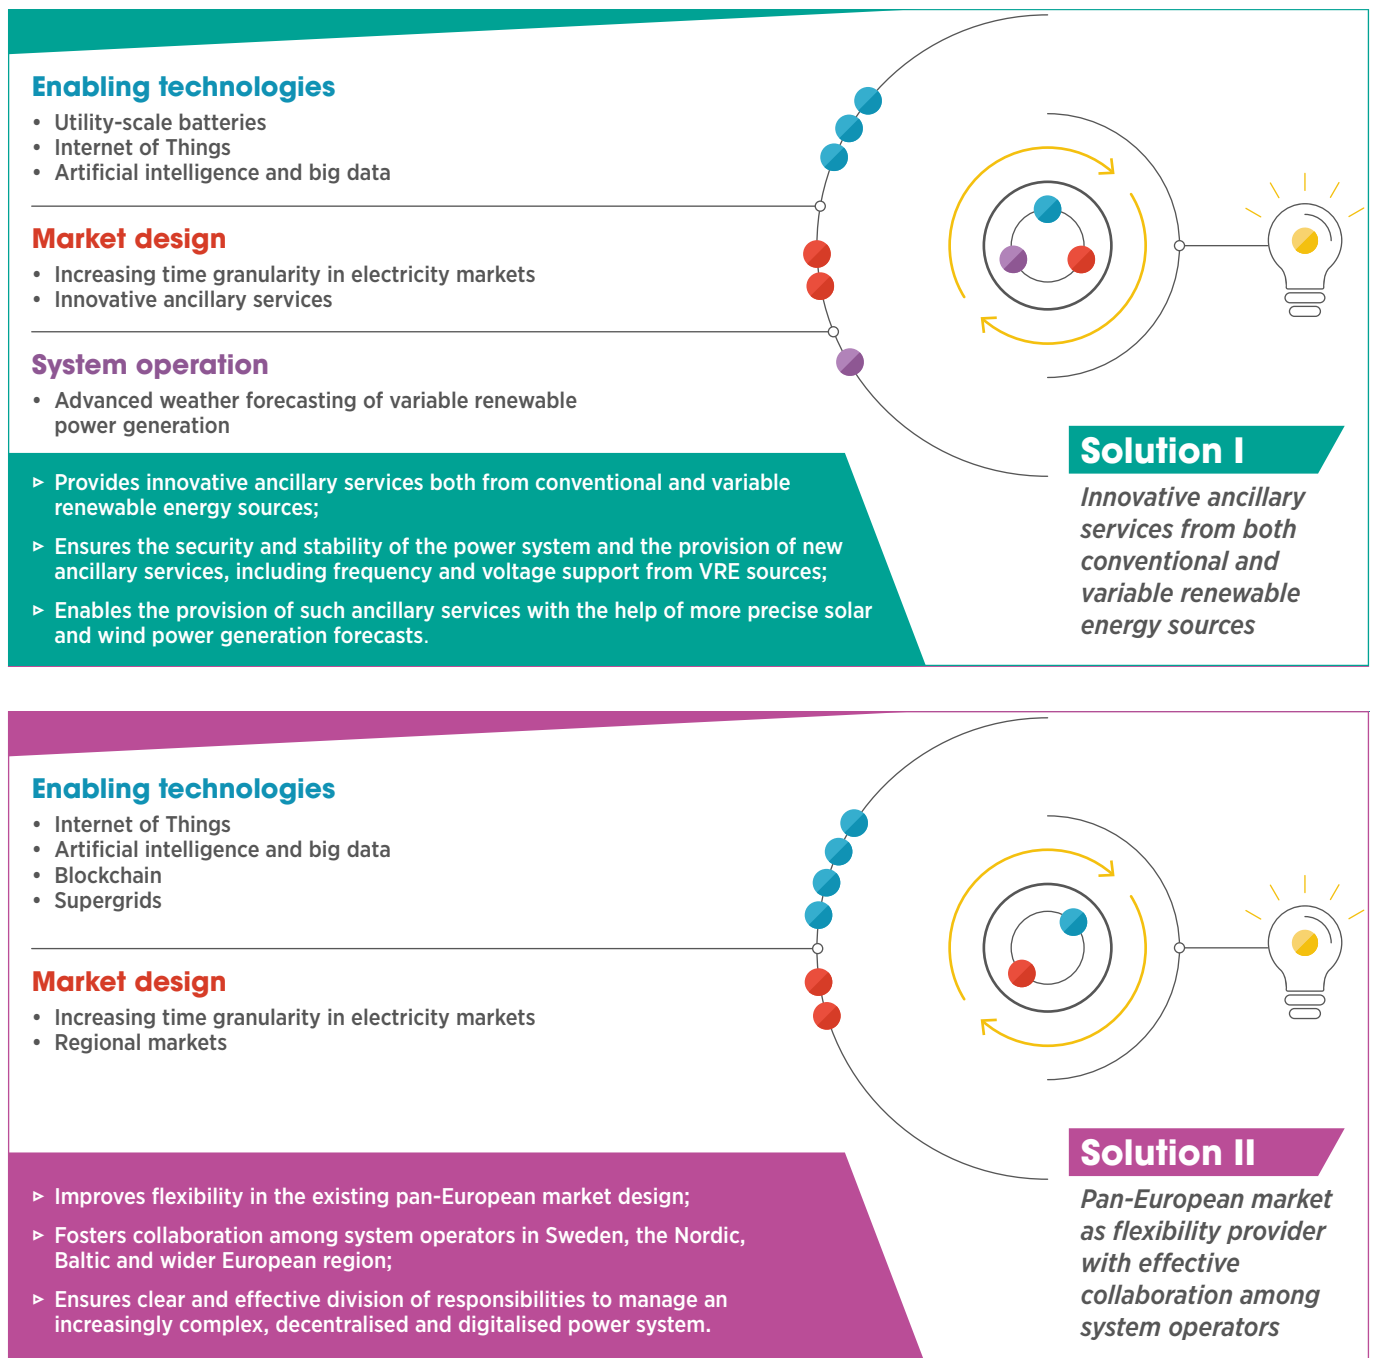 Enabling technologies
• Utility-scale batteries
• Internet of Things
• Artificial intelligence and big data
Market design
• Increasing time granularity in electricity markets
• Innovative ancillary services
System operation
• Advanced weather forecasting of variable renewable
power generation
▹ Provides innovative ancillary services both from conventional and variable
renewable energy sources;
▹ Ensures the security and stability of the power system and the provision of new
ancillary services, including frequency and voltage support from VRE sources;
▹ Enables the provision of such ancillary services with the help of more precise solar
and wind power generation forecasts.
Solution I
Innovative ancillary
services from both
conventional and
variable renewable
energy sources
Enabling technologies
• Internet of Things
• Artificial intelligence and big data
• Blockchain
• Supergrids
Market design
• Increasing time granularity in electricity markets
• Regional markets
▹ Improves flexibility in the existing pan-European market design;
▹ Fosters collaboration among system operators in Sweden, the Nordic,
Baltic and wider European region;
▹ Ensures clear and effective division of responsibilities to manage an
increasingly complex, decentralised and digitalised power system.
Solution II
Pan-European market
as flexibility provider
with effective
collaboration among
system operators